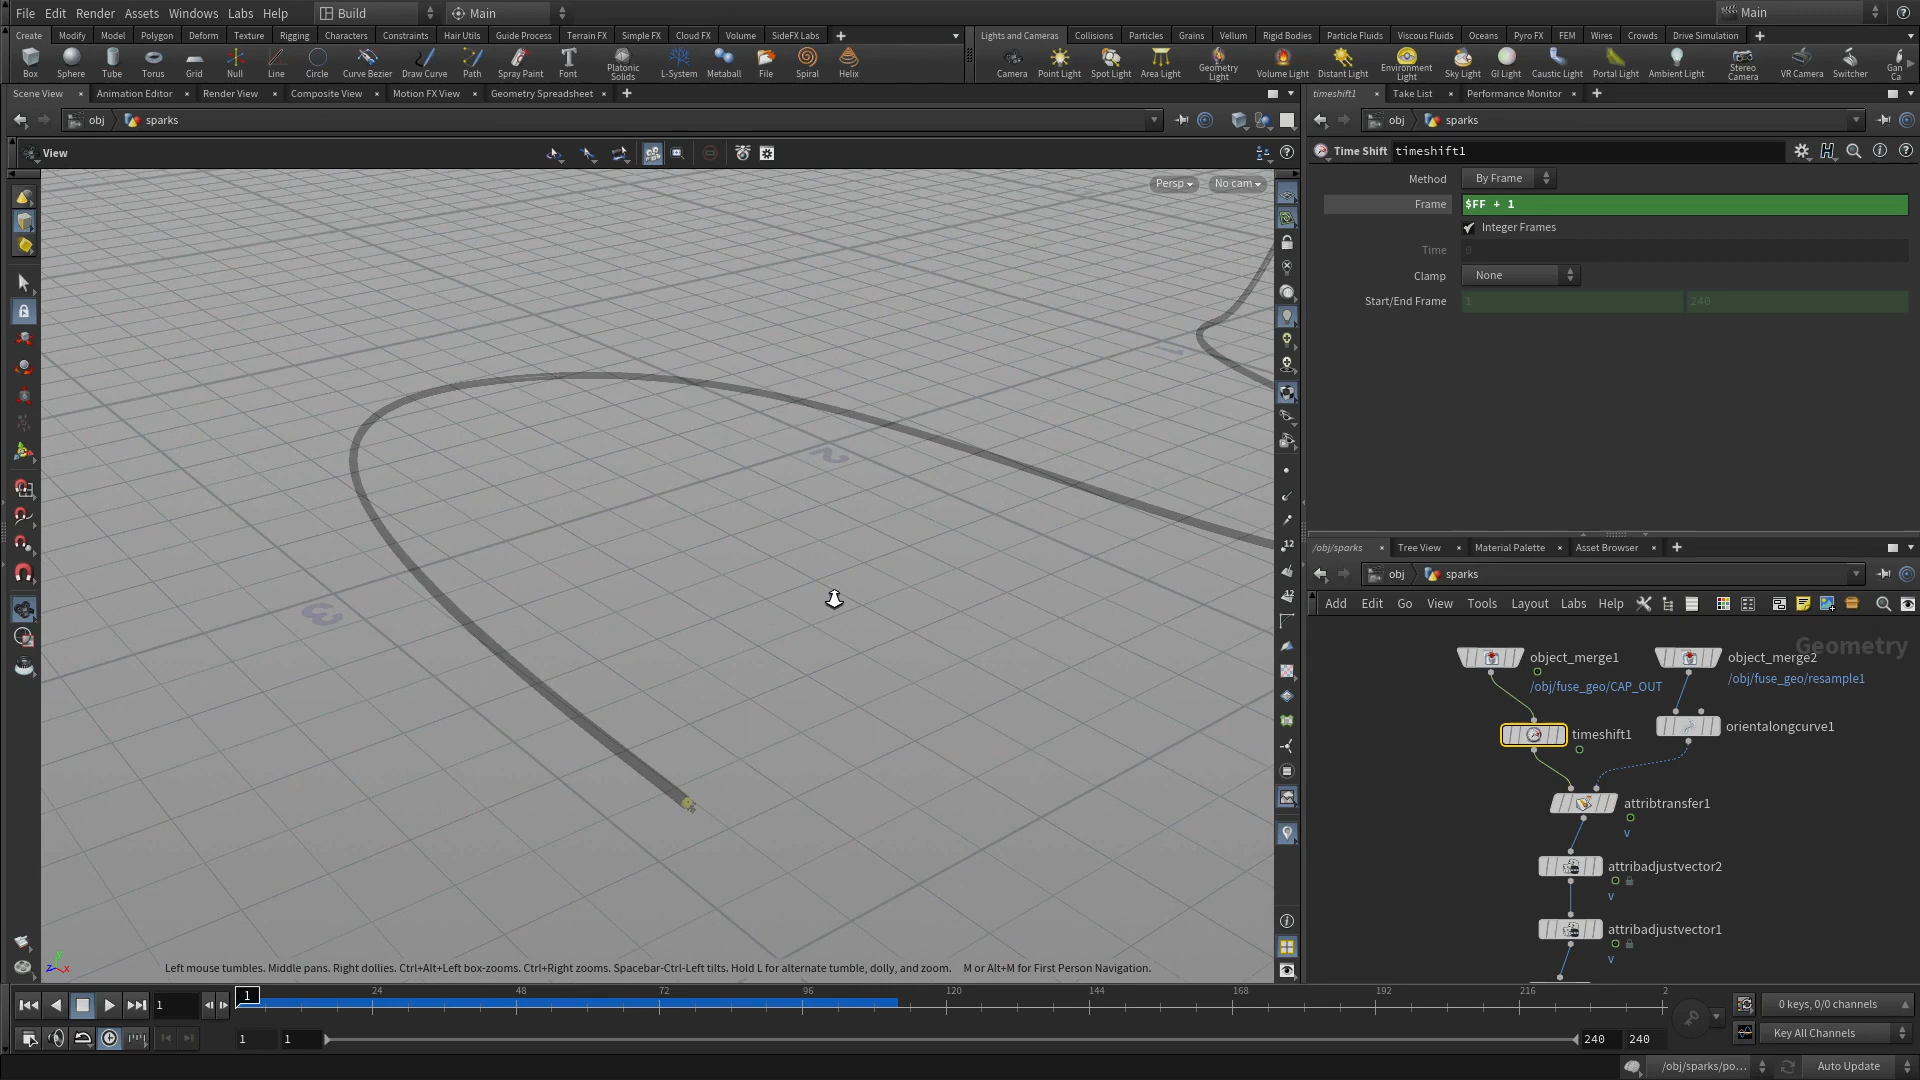 File Edit Render Assets Windows Labs Help Build Main Main
Create Modify Model Polygon Deform Texture Rigging Characters Constraints Hair Utils Guide Process Terrain FX Simple FX Cloud FX Volume SideFX Labs
Lights and Cameras Collisions Particles Grains Vellum Rigid Bodies Particle Fluids Viscous Fluids Oceans Pyro FX FEM Wires Crowds Drive Simulation
Box Sphere Tube Torus Grid Null Line Circle Curve Bezier Draw Curve Path Spray Paint Font Platonic Solids L-System Metaball File Spiral Helix
Camera Point Light Spot Light Area Light Geometry Light Volume Light Distant Light Environment Light Sky Light GI Light Caustic Light Portal Light Ambient Light Stereo Camera VR Camera Switcher Gan Ca
Scene View Animation Editor Render View Composite View Motion FX View Geometry Spreadsheet
timeshift1 Take List Performance Monitor
obj sparks
obj sparks
View
Time Shift timeshift1
Persp No cam
Method By Frame
Frame $FF + 1
Integer Frames
Time 0
Clamp None
Start/End Frame 1 240
1
2
3
/obj/sparks Tree View Material Palette Asset Browser
obj sparks
Add Edit Go View Tools Layout Labs Help
Geometry
object_merge1
/obj/fuse_geo/CAP_OUT
object_merge2
/obj/fuse_geo/resample1
timeshift1
orientalongcurve1
attribtransfer1
v
attribadjustvector2
v
attribadjustvector1
v
12
12
Left mouse tumbles. Middle pans. Right dollies. Ctrl+Alt+Left box-zooms. Ctrl+Right zooms. Spacebar-Ctrl-Left tilts. Hold L for alternate tumble, dolly, and zoom. M or Alt+M for First Person Navigation.
z y x
1 1 24 48 72 96 120 144 168 192 216 2
0 keys, 0/0 channels
1 1 240 240
Key All Channels
/obj/sparks/po...
Auto Update